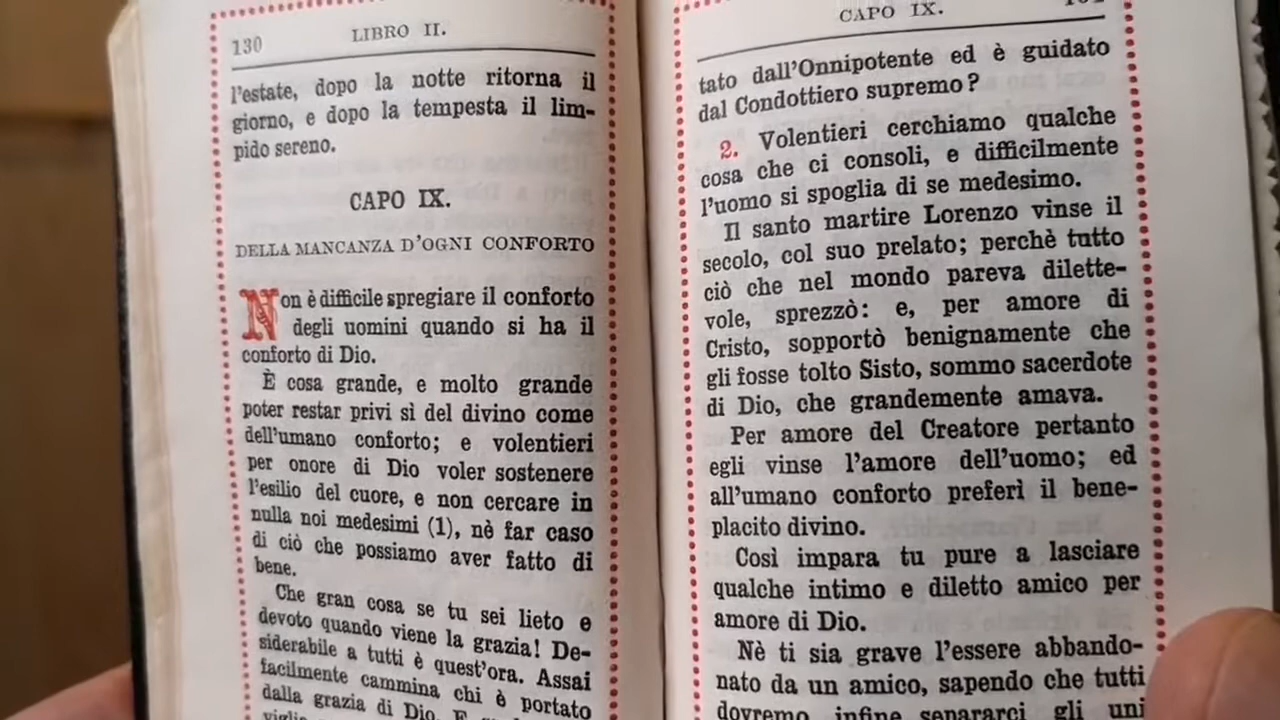 130
LIBRO II.
l'estate, dopo la notte ritorna il
giorno, e dopo la tempesta il lim-
pido sereno.
CAPO IX.
DELLA MANCANZA D'OGNI CONFORTO
Non è difficile spregiare il conforto
degli uomini quando si ha il
conforto di Dio.
È cosa grande, e molto grande
poter restar privi sì del divino come
dell'umano conforto; e volentieri
per onore di Dio voler sostenere
l'esilio del cuore, e non cercare in
nulla noi medesimi (1), nè far caso
di ciò che possiamo aver fatto di
bene.
Che gran cosa se tu sei lieto e
devoto quando viene la grazia! De-
siderabile a tutti è quest'ora. Assai
facilmente cammina chi è portato
dalla grazia di Dio. E
CAPO IX.
tato dall'Onnipotente ed è guidato
dal Condottiero supremo?
2. Volentieri cerchiamo qualche
cosa che ci consoli, e difficilmente
l'uomo si spoglia di se medesimo.
Il santo martire Lorenzo vinse il
secolo, col suo prelato; perchè tutto
ciò che nel mondo pareva dilette-
vole, sprezzò: e, per amore di
Cristo, sopportò benignamente che
gli fosse tolto Sisto, sommo sacerdote
di Dio, che grandemente amava.
Per amore del Creatore pertanto
egli vinse l'amore dell'uomo; ed
all'umano conforto preferì il bene-
placito divino.
Così impara tu pure a lasciare
qualche intimo e diletto amico per
amore di Dio.
Nè ti sia grave l'essere abbando-
nato da un amico, sapendo che tutti
dovremo infine separarci gli uni